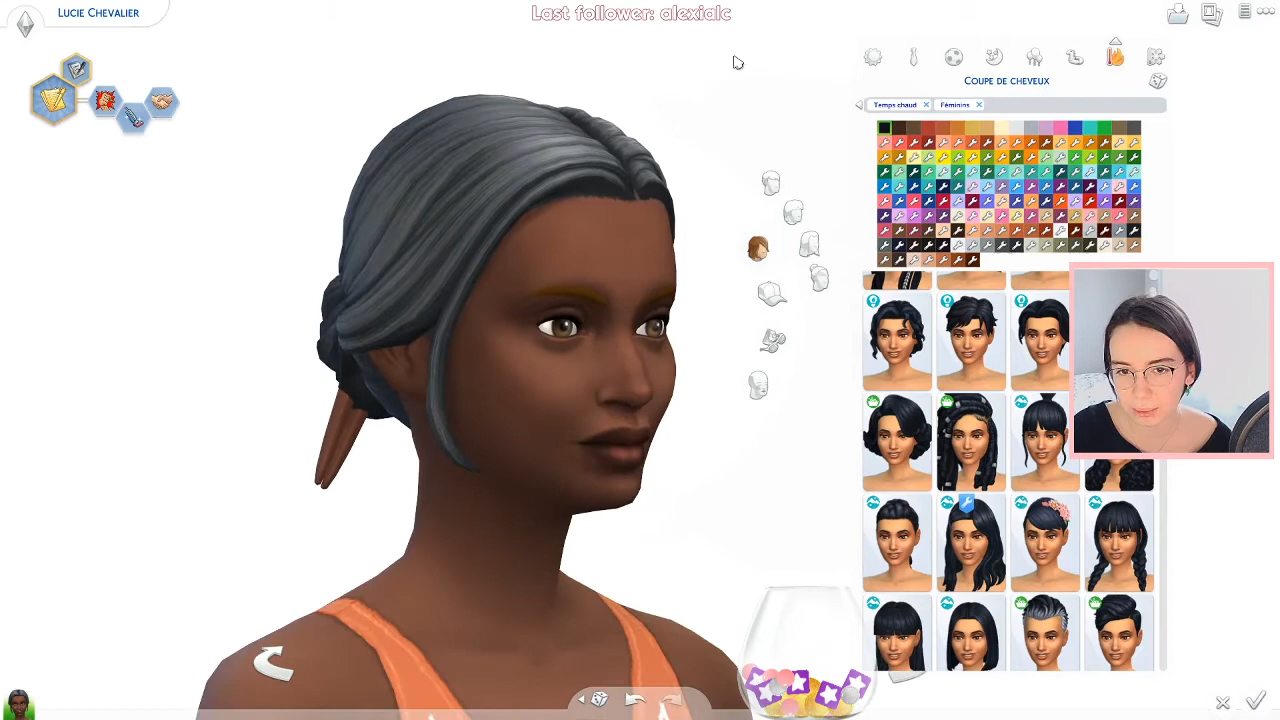 LUCIE CHEVALIER
Last follower: alexialc
COUPE DE CHEVEUX
Temps chaud
Féminins